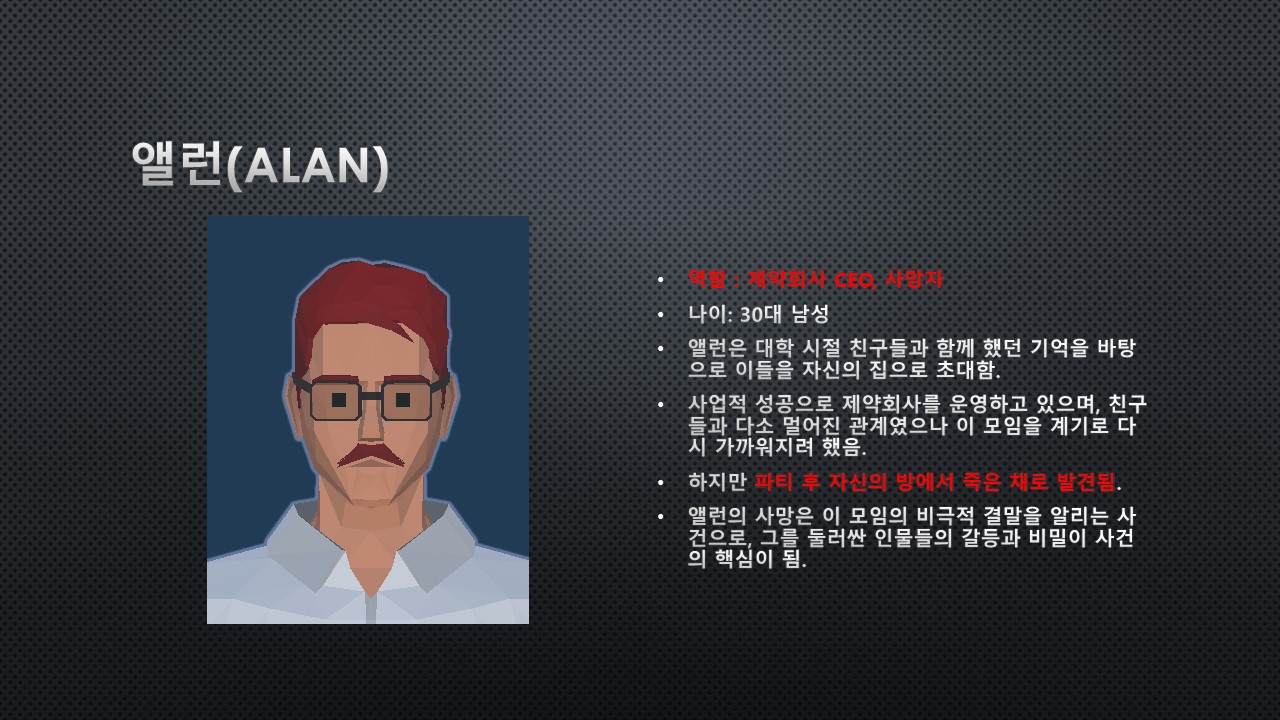 앨런(ALAN)
• 역할 : 제약회사 CEO, 사망자
• 나이: 30대 남성
• 앨런은 대학 시절 친구들과 함께 했던 기억을 바탕
으로 이들을 자신의 집으로 초대함.
• 사업적 성공으로 제약회사를 운영하고 있으며, 친구
들과 다소 멀어진 관계였으나 이 모임을 계기로 다
시 가까워지려 했음.
• 하지만 파티 후 자신의 방에서 죽은 채로 발견됨.
• 앨런의 사망은 이 모임의 비극적 결말을 알리는 사
건으로, 그를 둘러싼 인물들의 갈등과 비밀이 사건
의 핵심이 됨.